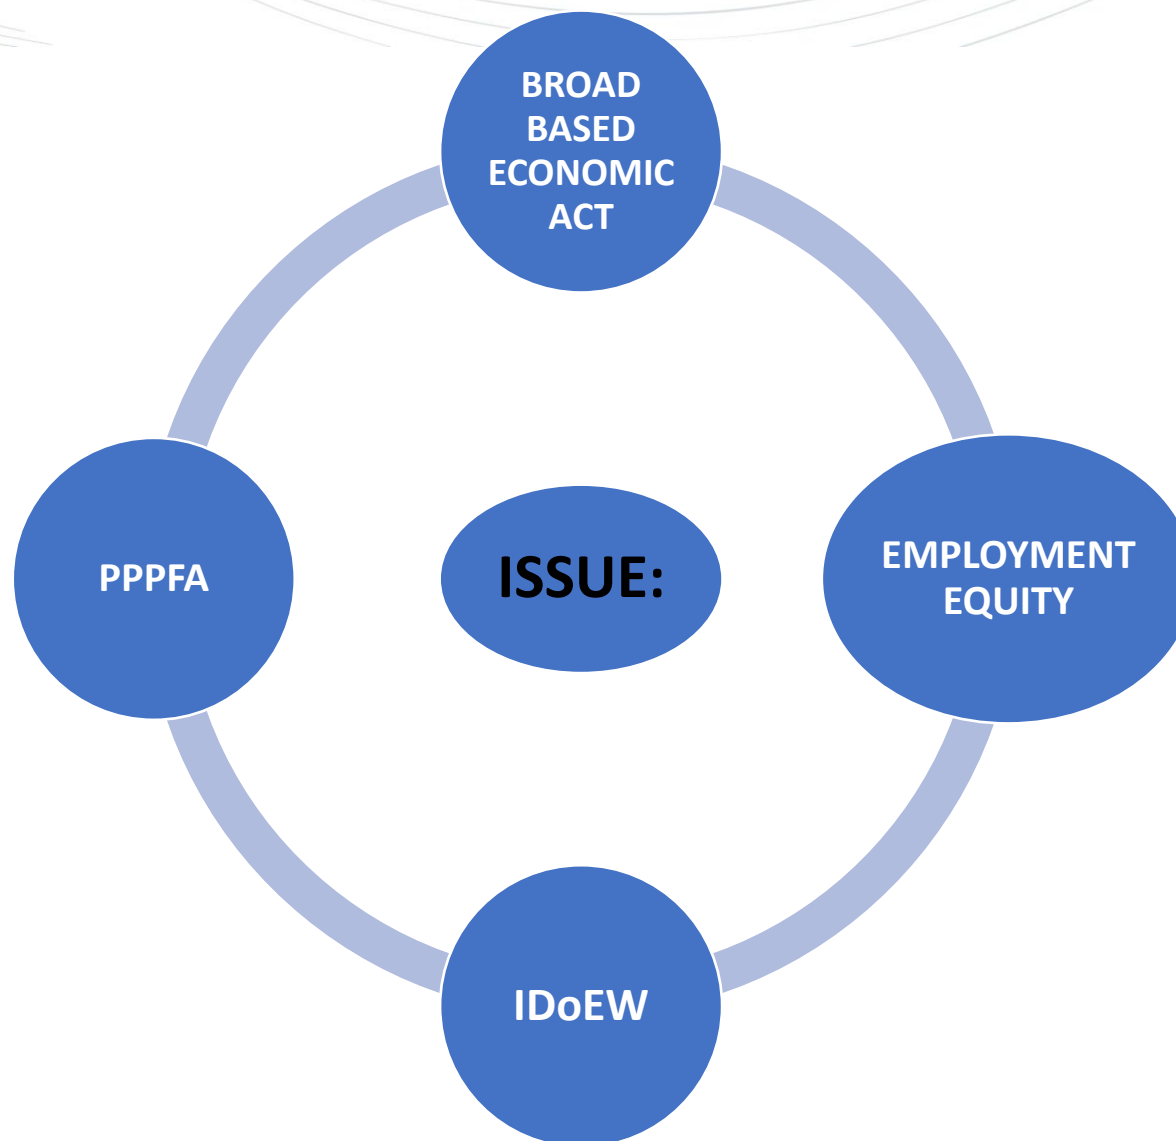 BROAD
BASED
ECONOMIC
ACT
PPPFA
ISSUE:
EMPLOYMENT
EQUITY
IDoEW